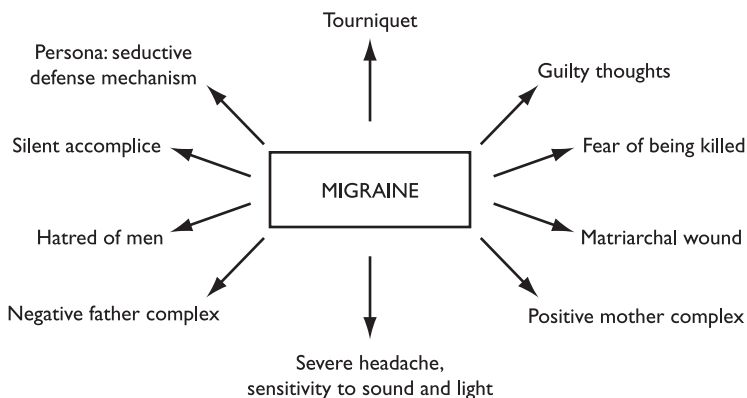 Tourniquet
Persona: seductive
defense mechanism
Guilty thoughts
Silent accomplice
Fear of being killed
MIGRAINE
Hatred of men
Matriarchal wound
Negative father complex
Positive mother complex
Severe headache,
sensitivity to sound and light